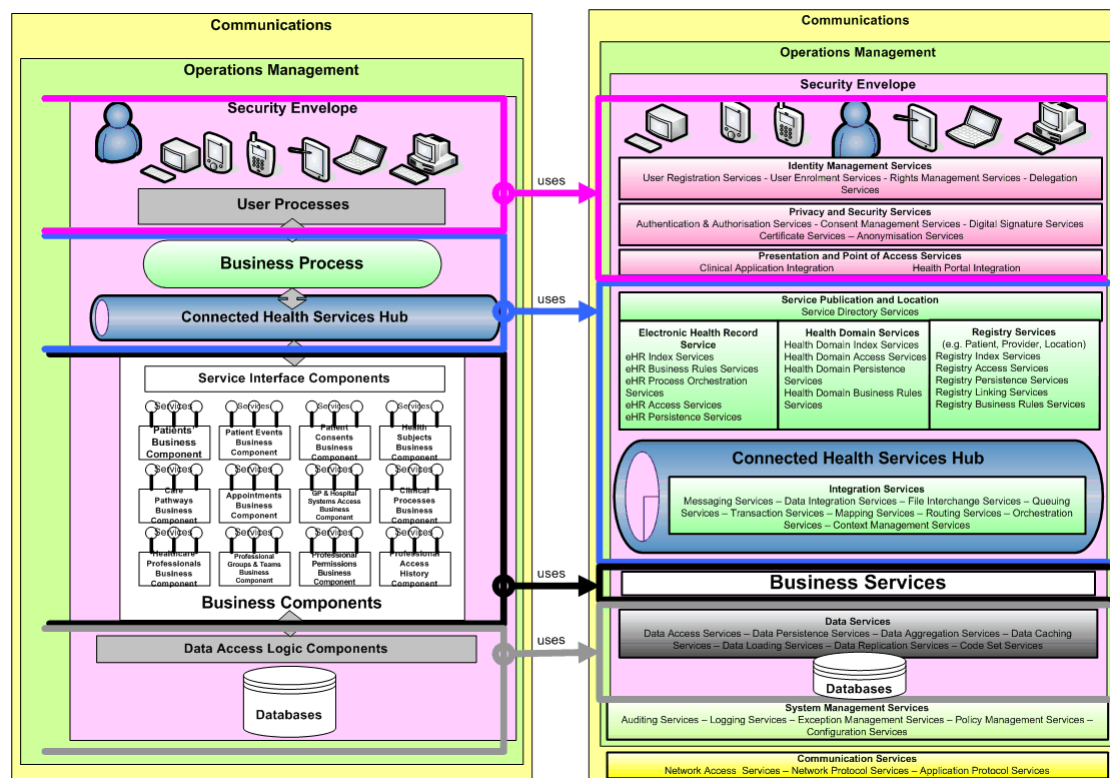 Communications
Operations Management
Security Envelope
User Processes
Business Process
Connected Health Services Hub
Service Interface Components
Services
Services
Services
Services
Patients'
Business
Component
Patient Events
Business
Component
Patient
Consents
Business
Component
Health
Subjects
Business
Component
Services
Services
Services
Services
Care
Pathways
Business
Component
Appointments
Business
Component
GP & Hospital
Systems Access
Business
Component
Clinical
Processes
Business
Component
Services
Services
Services
Services
Healthcare
Professionals
Business
Component
Professional
Groups & Teams
Business
Component
Professional
Permissions
Business
Component
Professional
Access
History
Component
Business Components
Data Access Logic Components
Databases
uses
uses
uses
uses
Communications
Operations Management
Security Envelope
Identity Management Services
User Registration Services - User Enrolment Services - Rights Management Services - Delegation
Services
Privacy and Security Services
Authentication & Authorisation Services - Consent Management Services - Digital Signature Services
Certificate Services – Anonymisation Services
Presentation and Point of Access Services
Clinical Application Integration Health Portal Integration
Service Publication and Location
Service Directory Services
Electronic Health Record
Service
eHR Index Services
eHR Business Rules Services
eHR Process Orchestration
Services
eHR Access Services
eHR Persistence Services
Health Domain Services
Health Domain Index Services
Health Domain Access Services
Health Domain Persistence
Services
Health Domain Business Rules
Services
Registry Services
(e.g. Patient, Provider, Location)
Registry Index Services
Registry Access Services
Registry Persistence Services
Registry Linking Services
Registry Business Rules Services
Connected Health Services Hub
Integration Services
Messaging Services – Data Integration Services – File Interchange Services – Queuing
Services – Transaction Services – Mapping Services – Routing Services – Orchestration
Services – Context Management Services
Business Services
Data Services
Data Access Services – Data Persistence Services – Data Aggregation Services – Data Caching
Services – Data Loading Services – Data Replication Services – Code Set Services
Databases
System Management Services
Auditing Services – Logging Services – Exception Management Services – Policy Management Services –
Configuration Services
Communication Services
Network Access Services – Network Protocol Services – Application Protocol Services